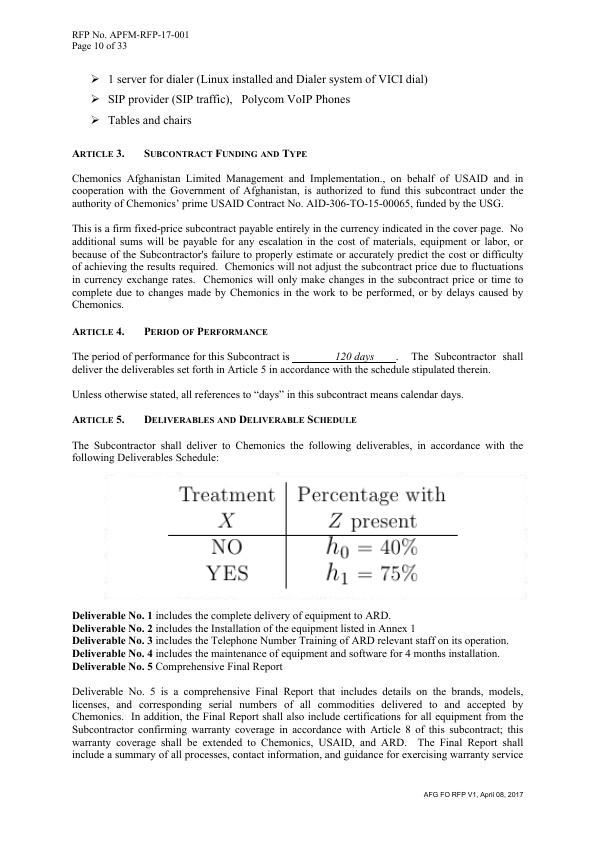 RFP No. APFM-RFP-17-001
Page 10 of 33
➢ 1 server for dialer (Linux installed and Dialer system of VICI dial)
➢ SIP provider (SIP traffic),   Polycom VoIP Phones
➢ Tables and chairs
ARTICLE 3.   SUBCONTRACT FUNDING AND TYPE
Chemonics Afghanistan Limited Management and Implementation., on behalf of USAID and in
cooperation with the Government of Afghanistan, is authorized to fund this subcontract under the
authority of Chemonics' prime USAID Contract No. AID-306-TO-15-00065, funded by the USG.
This is a firm fixed-price subcontract payable entirely in the currency indicated in the cover page.  No
additional sums will be payable for any escalation in the cost of materials, equipment or labor, or
because of the Subcontractor's failure to properly estimate or accurately predict the cost or difficulty
of achieving the results required.  Chemonics will not adjust the subcontract price due to fluctuations
in currency exchange rates.  Chemonics will only make changes in the subcontract price or time to
complete due to changes made by Chemonics in the work to be performed, or by delays caused by
Chemonics.
ARTICLE 4.   PERIOD OF PERFORMANCE
The period of performance for this Subcontract is 120 days.  The Subcontractor shall
deliver the deliverables set forth in Article 5 in accordance with the schedule stipulated therein.
Unless otherwise stated, all references to “days” in this subcontract means calendar days.
ARTICLE 5.   DELIVERABLES AND DELIVERABLE SCHEDULE
The Subcontractor shall deliver to Chemonics the following deliverables, in accordance with the
following Deliverables Schedule:
Treatment   Percentage with
X   Z present
NO   h₀ = 40%
YES   h₁ = 75%
Deliverable No. 1 includes the complete delivery of equipment to ARD.
Deliverable No. 2 includes the Installation of the equipment listed in Annex 1
Deliverable No. 3 includes the Telephone Number Training of ARD relevant staff on its operation.
Deliverable No. 4 includes the maintenance of equipment and software for 4 months installation.
Deliverable No. 5 Comprehensive Final Report
Deliverable No. 5 is a comprehensive Final Report that includes details on the brands, models,
licenses, and corresponding serial numbers of all commodities delivered to and accepted by
Chemonics.  In addition, the Final Report shall also include certifications for all equipment from the
Subcontractor confirming warranty coverage in accordance with Article 8 of this subcontract; this
warranty coverage shall be extended to Chemonics, USAID, and ARD.  The Final Report shall
include a summary of all processes, contact information, and guidance for exercising warranty service
AFG FO RFP V1, April 08, 2017